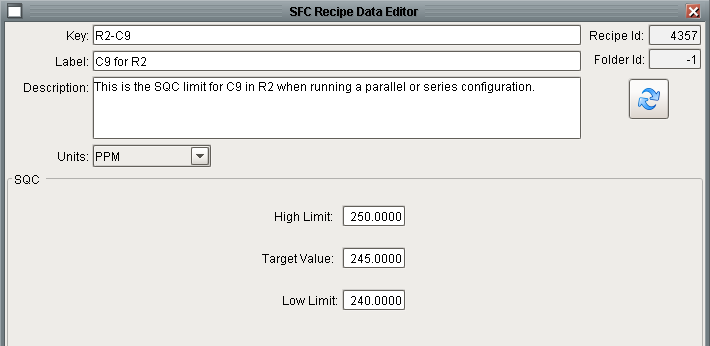 SFC Recipe Data Editor
Key: R2-C9 Recipe Id: 4357
Label: C9 for R2 Folder Id: -1
Description: This is the SQC limit for C9 in R2 when running a parallel or series configuration.
Units: PPM
SQC
High Limit: 250.0000
Target Value: 245.0000
Low Limit: 240.0000